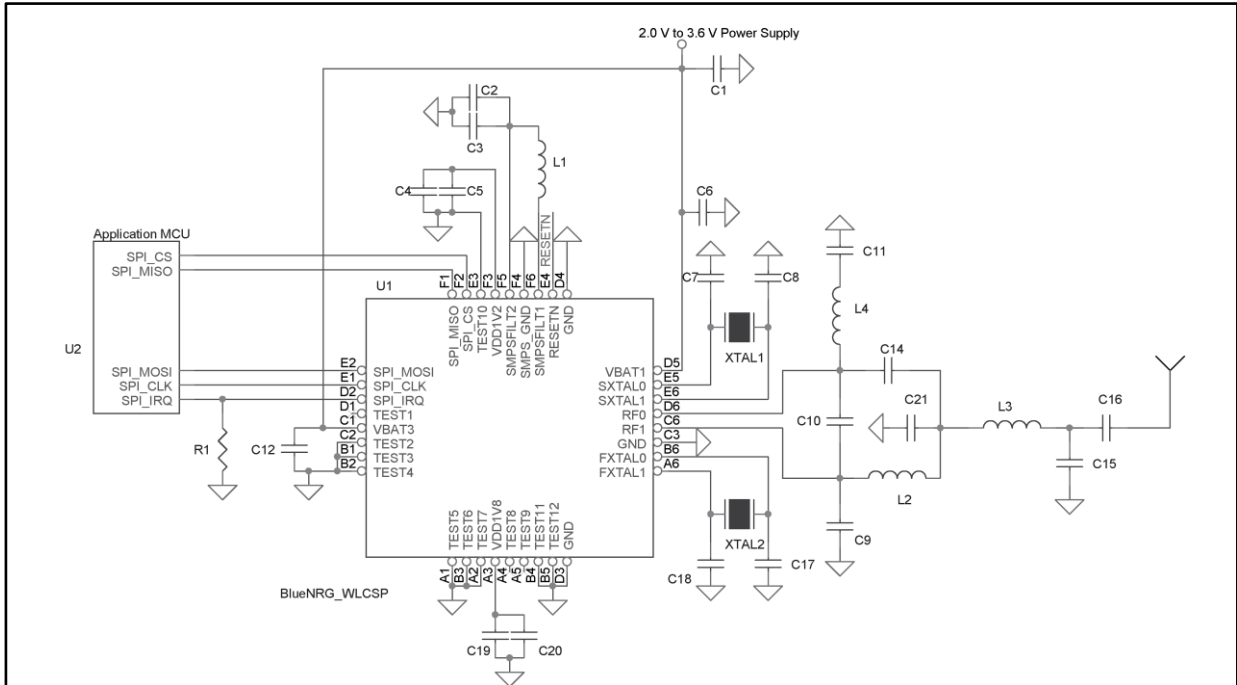 2.0 V to 3.6 V Power Supply
C1
C2
C3
L1
C4
C5
C6
RESETN
Application MCU
SPI_CS
SPI_MISO
U2
SPI_MOSI
SPI_CLK
SPI_IRQ
R1
C12
U1
F1
F2
E3
F3
F5
F4
F6
E4
D4
SPI_MISO
SPI_CS
TEST10
VDD1V2
SMPSFILT2
SMPS_GND
SMPSFILT1
RESETN
GND
E2
SPI_MOSI
E1
SPI_CLK
D2
SPI_IRQ
D1
TEST1
C1
VBAT3
C2
TEST2
B1
TEST3
B2
TEST4
VBAT1
D5
SXTAL0
E5
SXTAL1
E6
RF0
D6
RF1
C6
GND
C3
FXTAL0
B6
FXTAL1
A6
TEST5
TEST6
TEST7
VDD1V8
TEST8
TEST9
TEST11
TEST12
GND
A1
B3
A2
A3
A4
A5
B4
B5
D3
BlueNRG_WLCSP
C19
C20
C7
C8
XTAL1
XTAL2
C18
C17
C11
L4
C14
C10
C21
L2
C9
L3
C16
C15